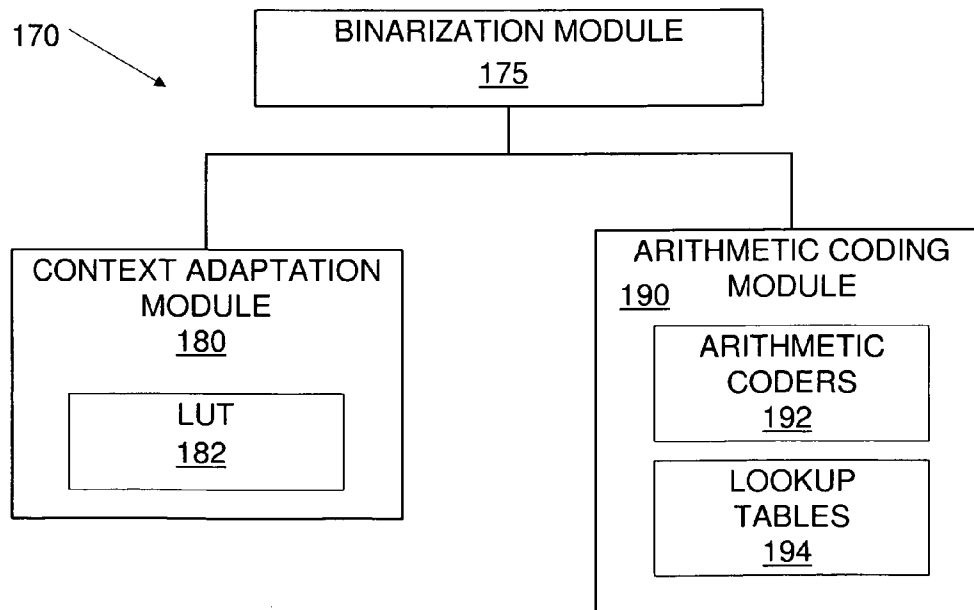 170
BINARIZATION MODULE
175
CONTEXT ADAPTATION
MODULE
180
LUT
182
ARITHMETIC CODING
MODULE
190
ARITHMETIC
CODERS
192
LOOKUP
TABLES
194